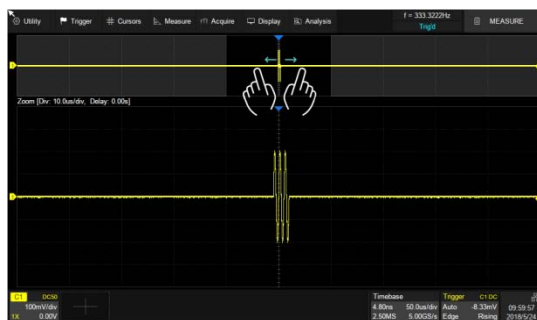 Utility Trigger Cursors Measure Acquire Display Analysis
f = 333.3222Hz
Trig'd
MEASURE
D
Zoom [Div: 10.0us/div, Delay: 0.00s]
D
C1 DC50
100mV/div
1X 0.00V
Timebase
4.80ns 50.0us/div
2.50MS 5.00GS/s
Trigger C1 DC
Auto -8.33mV
Edge Rising
09:59:57
2018/5/24